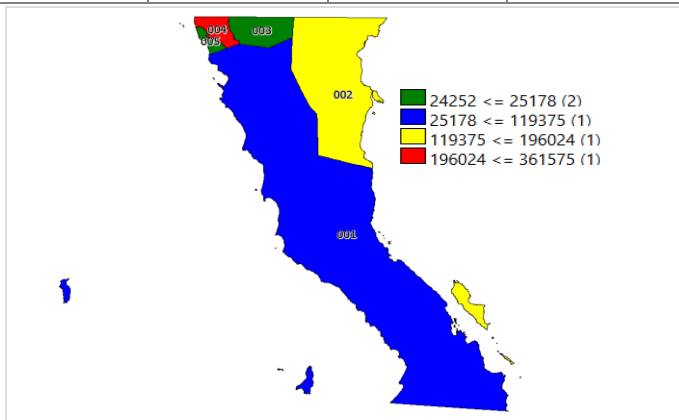 004
003
005
002
24252 <= 25178 (2)
25178 <= 119375 (1)
119375 <= 196024 (1)
196024 <= 361575 (1)
001